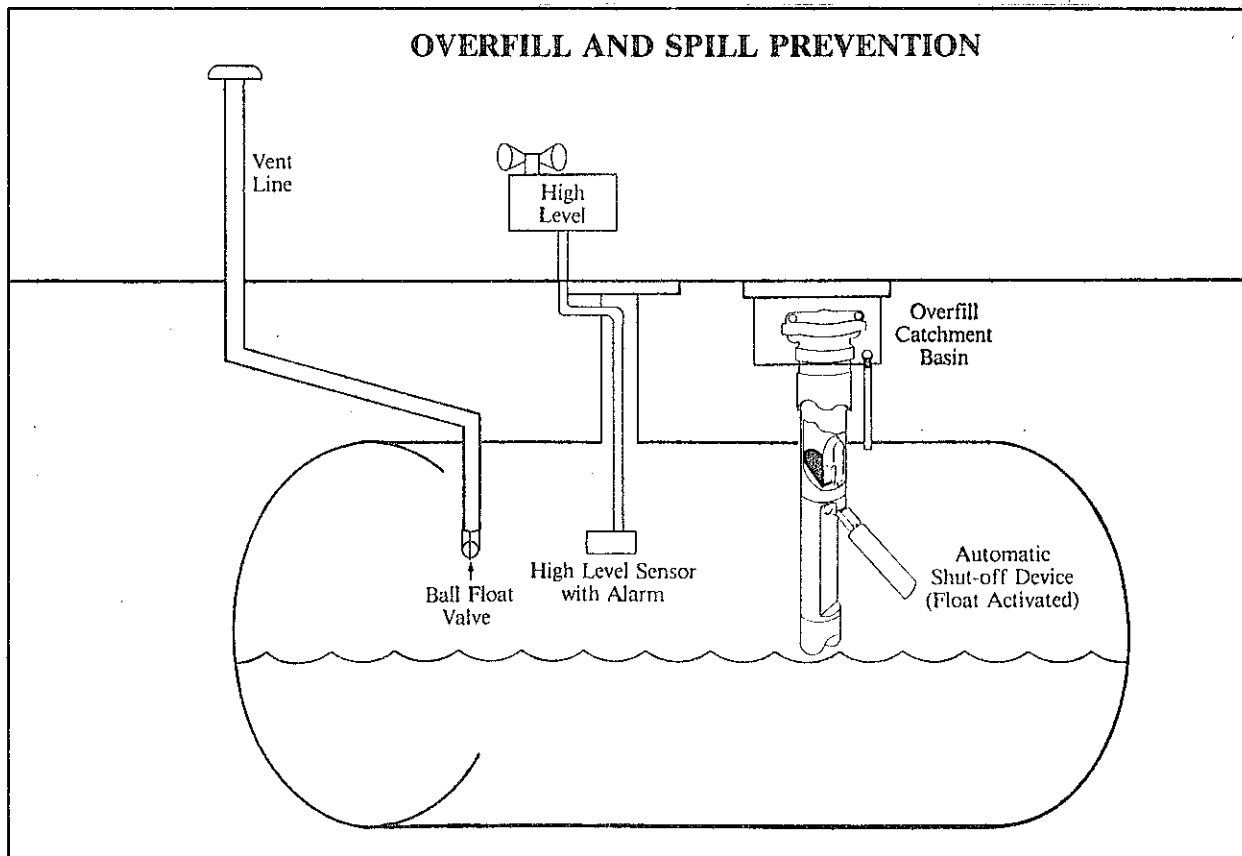 OVERFILL AND SPILL PREVENTION
Vent
Line
High
Level
Overfill
Catchment
Basin
Ball Float
Valve
High Level Sensor
with Alarm
Automatic
Shut-off Device
(Float Activated)